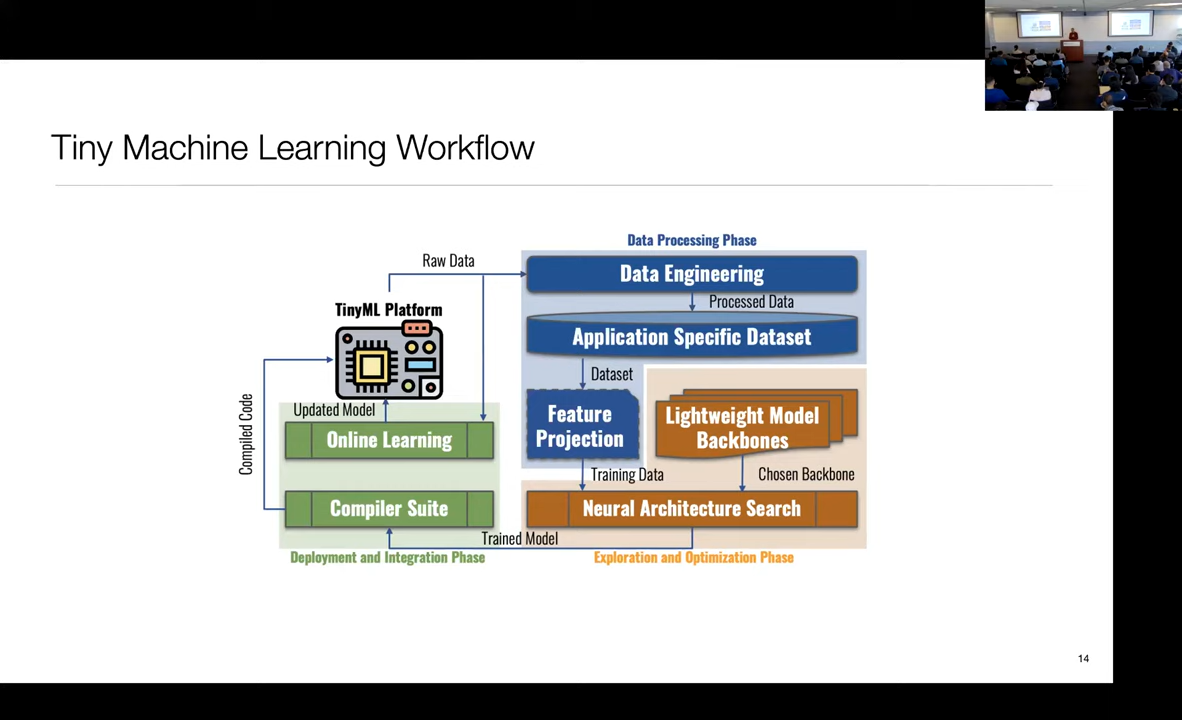 Tiny Machine Learning Workflow
Data Processing Phase
Raw Data
Data Engineering
Processed Data
TinyML Platform
Application Specific Dataset
Dataset
Updated Model
Feature
Projection
Lightweight Model
Backbones
Online Learning
Compiled Code
Training Data
Chosen Backbone
Compiler Suite
Neural Architecture Search
Trained Model
Deployment and Integration Phase
Exploration and Optimization Phase
14